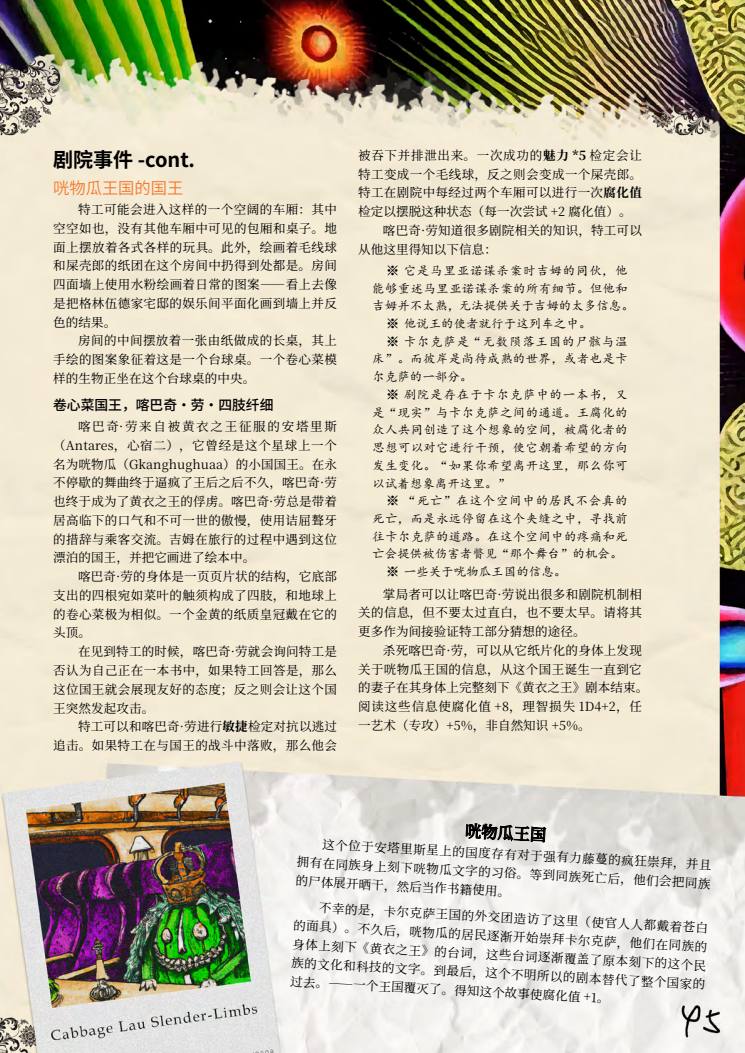 剧院事件 -cont.
咣物瓜王国的国王
特工可能会进入这样的一个空阔的车厢：其中
空空如也，没有其他车厢中可见的包厢和桌子。地
面上摆放着各式各样的玩具。此外，绘画着毛线球
和屎壳郎的纸团在这个房间中扔得到处都是。房间
四面墙上使用水粉绘画着日常的图案——看上去像
是把格林伍德家宅邸的娱乐间平面化画到墙上并反
色的结果。
房间的中间摆放着一张由纸做成的长桌，其上
手绘的图案象征着这是一个台球桌。一个卷心菜模
样的生物正坐在这个台球桌的中央。
卷心菜国王，喀巴奇·劳·四肢纤细
喀巴奇·劳来自被黄衣之王征服的安塔里斯
（Antares，心宿二），它曾经是这个星球上一个
名为咣物瓜（Gkanghughuaa）的小国国王。在永
不停歇的舞曲终于逼疯了王后之后不久，喀巴奇·劳
也终于成为了黄衣之王的俘虏。喀巴奇·劳总是带着
居高临下的口气和不可一世的傲慢，使用诘屈聱牙
的措辞与乘客交流。吉姆在旅行的过程中遇到这位
漂泊的国王，并把它画进了绘本中。
喀巴奇·劳的身体是一页页片状的结构，它底部
支出的四根宛如菜叶的触须构成了四肢，和地球上
的卷心菜极为相似。一个金黄的纸质皇冠戴在它的
头顶。
在见到特工的时候，喀巴奇·劳就会询问特工是
否认为自己正在一本书中，如果特工回答是，那么
这位国王就会展现友好的态度；反之则会让这个国
王突然发起攻击。
特工可以和喀巴奇·劳进行敏捷检定对抗以逃过
追击。如果特工在与国王的战斗中落败，那么他会
被吞下并排泄出来。一次成功的魅力 *5 检定会让
特工变成一个毛线球，反之则会变成一个屎壳郎。
特工在剧院中每经过两个车厢可以进行一次腐化值
检定以摆脱这种状态（每一次尝试 +2 腐化值）。
喀巴奇·劳知道很多剧院相关的知识，特工可以
从他这里得知以下信息：
※ 它是马里亚诺谋杀案时吉姆的同伙，他
能够重述马里亚诺谋杀案的所有细节。但他和
吉姆并不太熟，无法提供关于吉姆的太多信息。
※ 他说王的使者就行于这列车之中。
※ 卡尔克萨是“无数陨落王国的尸骸与温
床”。而彼岸是尚待成熟的世界，或者也是卡
尔克萨的一部分。
※ 剧院是存在于卡尔克萨中的一本书，又
是“现实”与卡尔克萨之间的通道。王腐化的
众人共同创造了这个想象的空间，被腐化者的
思想可以对它进行干预，使它朝着希望的方向
发生变化。“如果你希望离开这里，那么你可
以试着想象离开这里。”
※ “死亡”在这个空间中的居民不会真的
死亡，而是永远停留在这个夹缝之中，寻找前
往卡尔克萨的道路。在这个空间中的疼痛和死
亡会提供被伤害者瞥见“那个舞台”的机会。
※ 一些关于咣物瓜王国的信息。
掌局者可以让喀巴奇·劳说出很多和剧院机制相
关的信息，但不要太过直白，也不要太早。请将其
更多作为间接验证特工部分猜想的途径。
杀死喀巴奇·劳，可以从它纸片化的身体上发现
关于咣物瓜王国的信息，从这个国王诞生一直到它
的妻子在其身体上完整刻下《黄衣之王》剧本结束。
阅读这些信息使腐化值 +8，理智损失 1D4+2，任
一艺术（专攻）+5%，非自然知识 +5%。
咣物瓜王国
这个位于安塔里斯星上的国度存有对于强有力藤蔓的疯狂崇拜，并且
拥有在同族身上刻下咣物瓜文字的习俗。等到同族死亡后，他们会把同族
的尸体展开晒干，然后当作书籍使用。
不幸的是，卡尔克萨王国的外交团造访了这里（使官人人都戴着苍白
的面具）。不久后，咣物瓜的居民逐渐开始崇拜卡尔克萨，他们在同族的
身体上刻下《黄衣之王》的台词，这些台词逐渐覆盖了原本刻下的这个民
族的文化和科技的文字。到最后，这个不明所以的剧本替代了整个国家的
过去。——一个王国覆灭了。得知这个故事使腐化值 +1。
Cabbage Lau Slender-Limbs
45